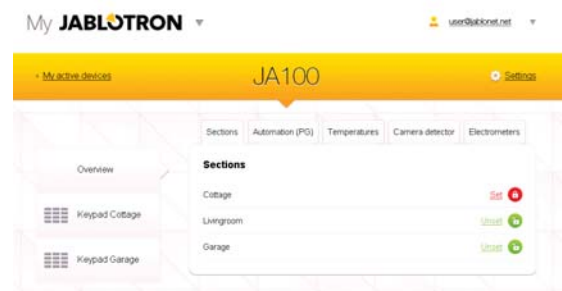 My JABLOTRON
user@jablonet.net
My active devices
JA100
Settings
Sections
Automation (PG)
Temperatures
Camera detector
Electrometers
Overview
Sections
Cottage
Set
Keypad Cottage
Livingroom
Unset
Garage
Unset
Keypad Garage